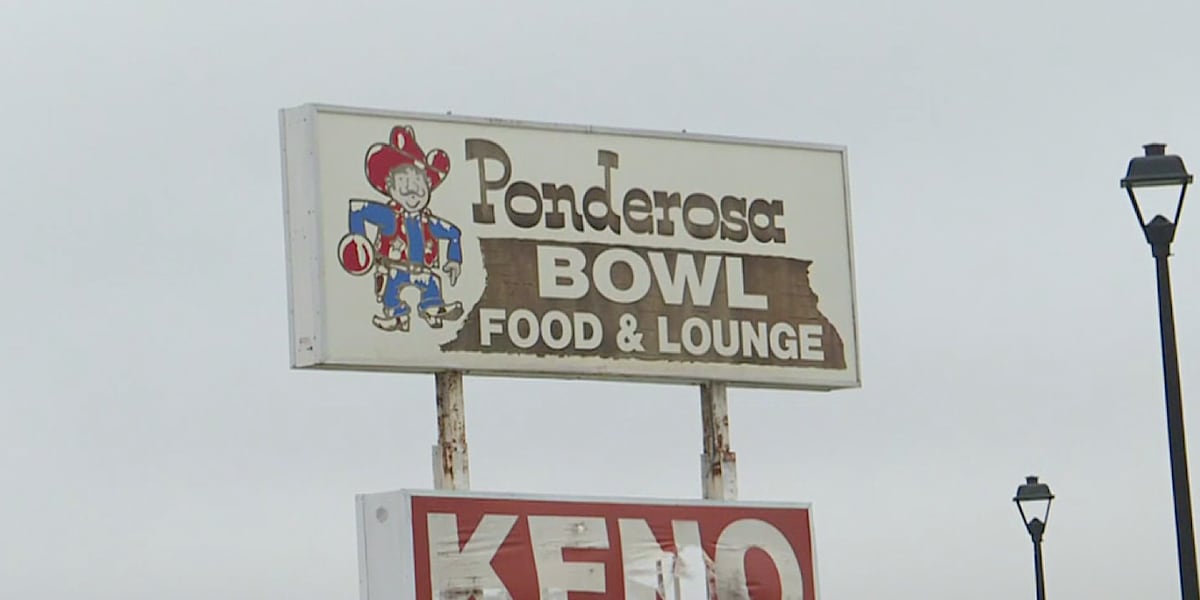 Ponderosa
BOWL
FOOD & LOUNGE
KENO